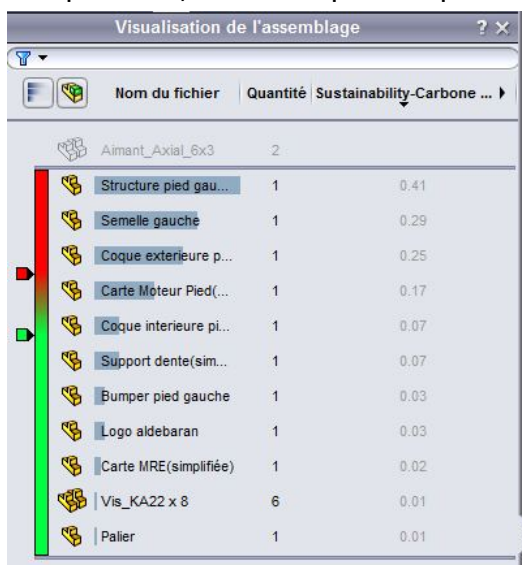 Visualisation de l'assemblage ? ×
Nom du fichier Quantité Sustainability-Carbone ...
Aimant_Axial_6x3 2
Structure pied gau... 1 0.41
Semelle gauche 1 0.29
Coque exterieure p... 1 0.25
Carte Moteur Pied(... 1 0.17
Coque interieure pi... 1 0.07
Support dente(sim... 1 0.07
Bumper pied gauche 1 0.03
Logo aldebaran 1 0.03
Carte MRE(simplifiée) 1 0.02
Vis_KA22 x 8 6 0.01
Palier 1 0.01